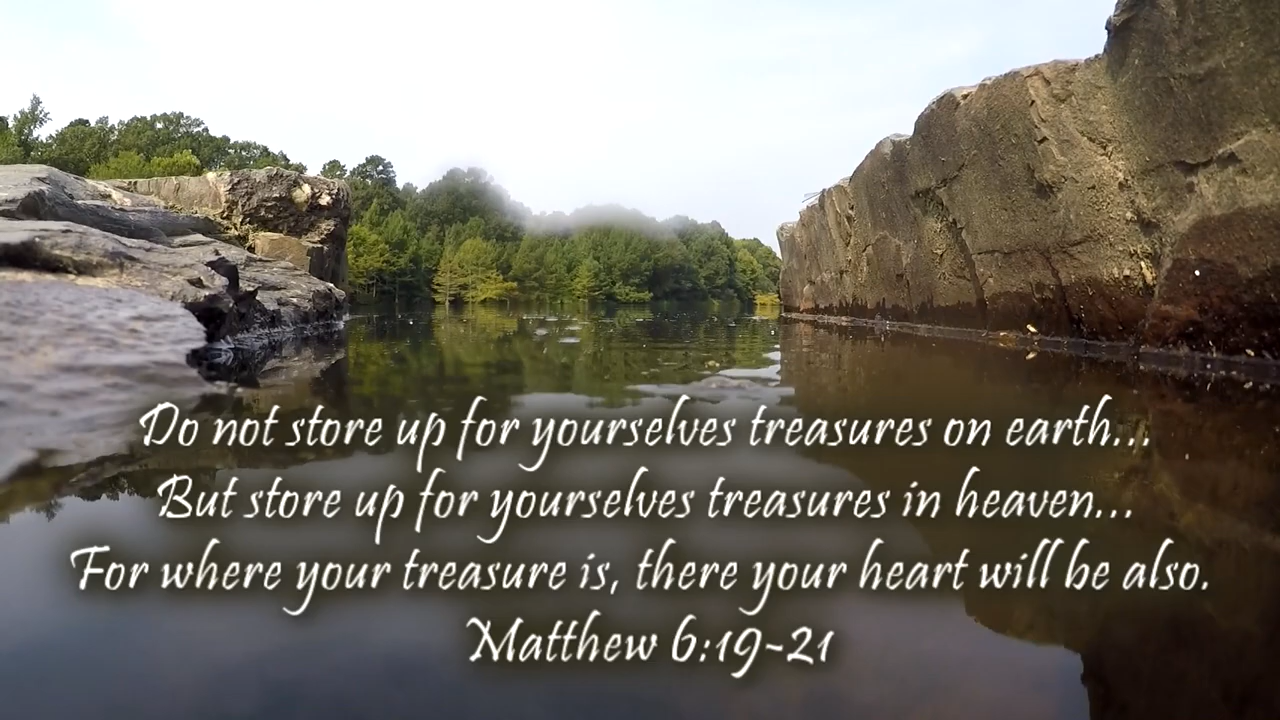 Do not store up for yourselves treasures on earth...
But store up for yourselves treasures in heaven...
For where your treasure is, there your heart will be also.
Matthew 6:19-21